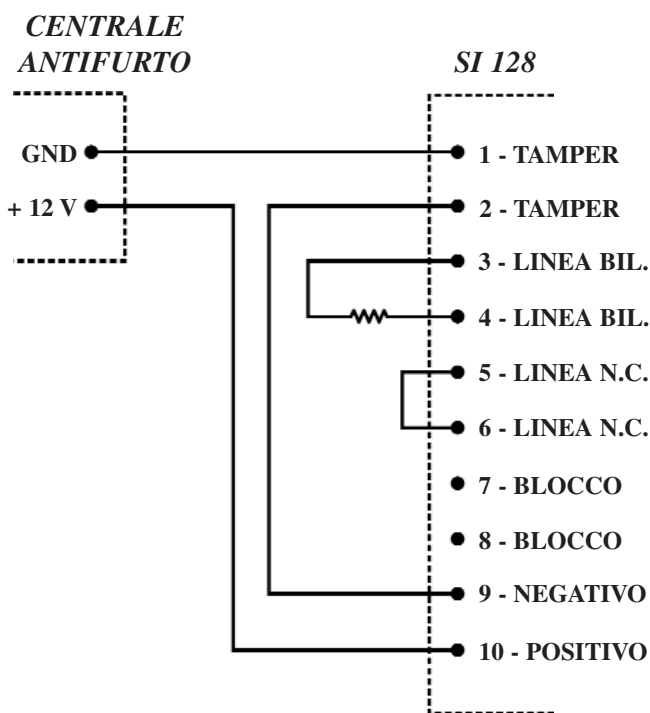 CENTRALE
ANTIFURTO
SI 128
GND
+ 12 V
1 - TAMPER
2 - TAMPER
3 - LINEA BIL.
4 - LINEA BIL.
5 - LINEA N.C.
6 - LINEA N.C.
7 - BLOCCO
8 - BLOCCO
9 - NEGATIVO
10 - POSITIVO